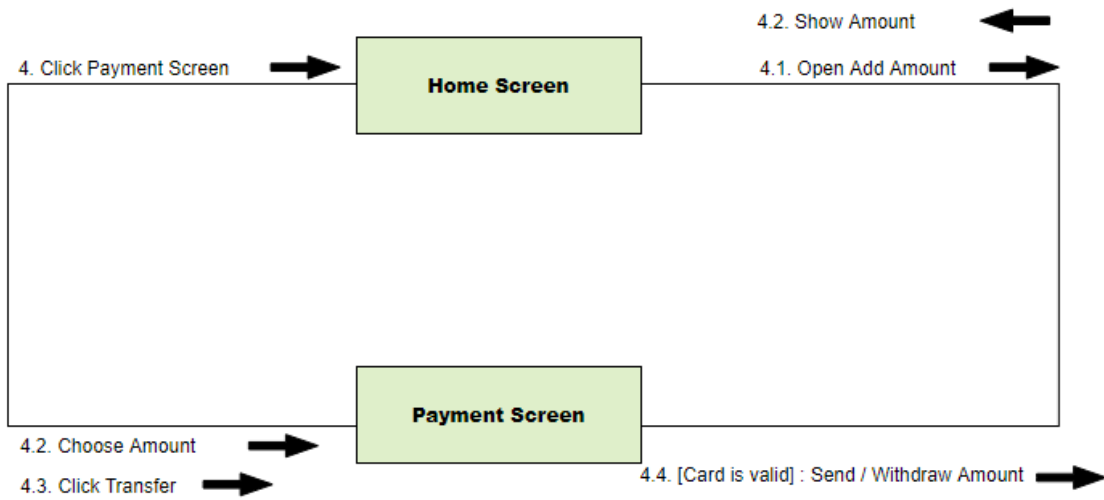 4.2. Show Amount
4. Click Payment Screen
4.1. Open Add Amount
Home Screen
Payment Screen
4.2. Choose Amount
4.3. Click Transfer
4.4. [Card is valid] : Send / Withdraw Amount